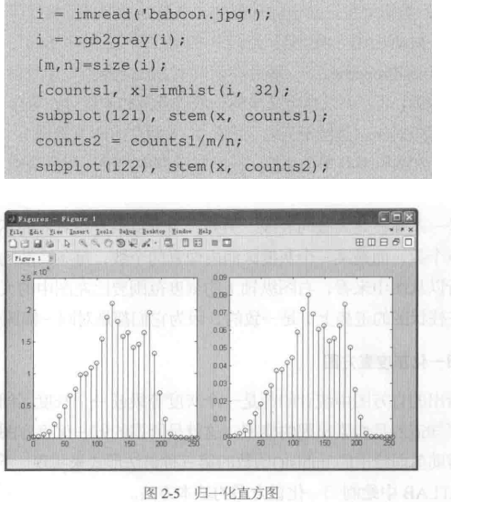 i = imread('baboon.jpg');
i = rgb2gray(i);
[m,n]=size(i);
[counts1, x]=imhist(i, 32);
subplot(121), stem(x, counts1);
counts2 = counts1/m/n;
subplot(122), stem(x, counts2);
Figures - Figure 1
File Edit View Insert Tools Debug Desktop Window Help
Figure 1
2.5
2
1.5
1
0.5
0
0 50 100 150 200 250 300
0.09
0.08
0.07
0.06
0.05
0.04
0.03
0.02
0.01
0
0 50 100 150 200 250 300
图 2-5 归一化直方图